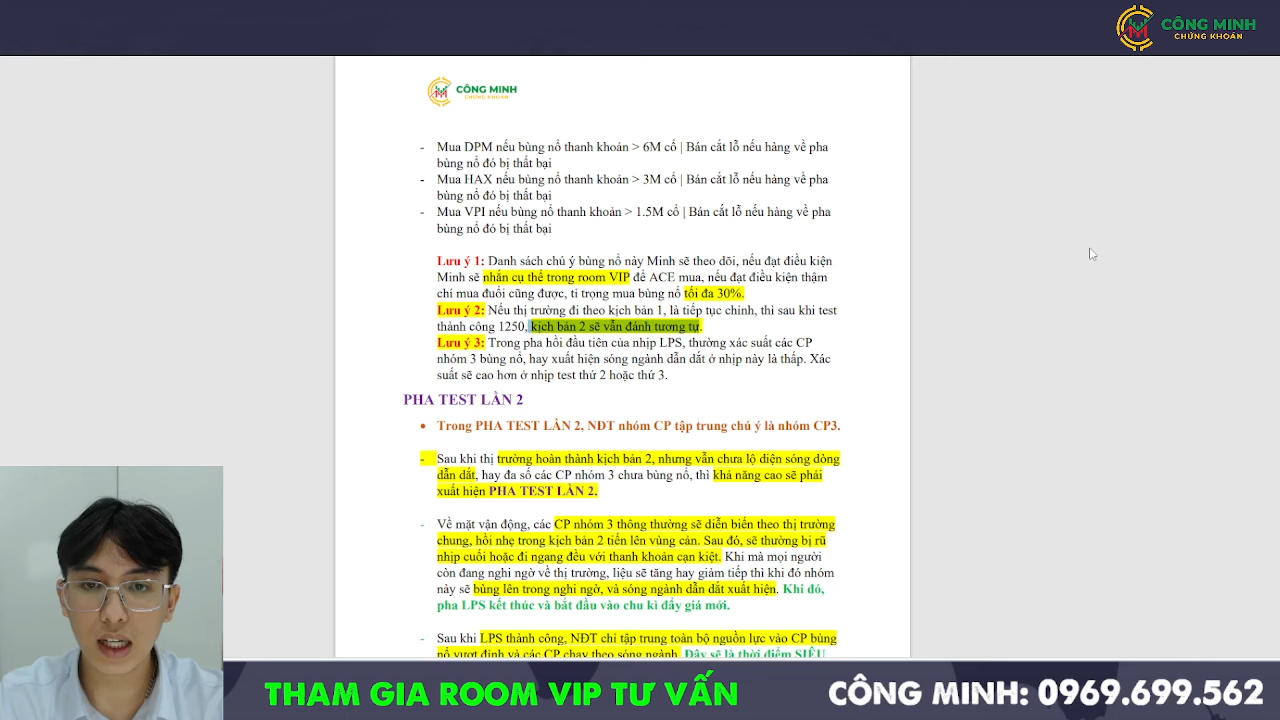 CÔNG MINH
CHỨNG KHOÁN
CÔNG MINH
CHỨNG KHOÁN
- Mua DPM nếu bùng nổ thanh khoản > 6M cổ | Bán cắt lỗ nếu hàng về pha
bùng nổ đó bị thất bại
- Mua HAX nếu bùng nổ thanh khoản > 3M cổ | Bán cắt lỗ nếu hàng về pha
bùng nổ đó bị thất bại
- Mua VPI nếu bùng nổ thanh khoản > 1.5M cổ | Bán cắt lỗ nếu hàng về pha
bùng nổ đó bị thất bại
Lưu ý 1: Danh sách chú ý bùng nổ này Minh sẽ theo dõi, nếu đạt điều kiện
Minh sẽ nhắn cụ thể trong room VIP để ACE mua, nếu đạt điều kiện thậm
chí mua đuổi cũng được, tỉ trọng mua bùng nổ tối đa 30%.
Lưu ý 2: Nếu thị trường đi theo kịch bản 1, là tiếp tục chỉnh, thì sau khi test
thành công 1250, kịch bản 2 sẽ vẫn đánh tương tự.
Lưu ý 3: Trong pha hồi đầu tiên của nhịp LPS, thường xác suất các CP
nhóm 3 bùng nổ, hay xuất hiện sóng ngành dẫn dắt ở nhịp này là thấp. Xác
suất sẽ cao hơn ở nhịp test thứ 2 hoặc thứ 3.
PHA TEST LẦN 2
• Trong PHA TEST LẦN 2, NĐT nhóm CP tập trung chú ý là nhóm CP3.
- Sau khi thị trường hoàn thành kịch bản 2, nhưng vẫn chưa lộ diện sóng dòng
dẫn dắt, hay đa số các CP nhóm 3 chưa bùng nổ, thì khả năng cao sẽ phải
xuất hiện PHA TEST LẦN 2.
- Về mặt vận động, các CP nhóm 3 thông thường sẽ diễn biến theo thị trường
chung, hồi nhẹ trong kịch bản 2 tiến lên vùng cản. Sau đó, sẽ thường bị rũ
nhịp cuối hoặc đi ngang đều với thanh khoản cạn kiệt. Khi mà mọi người
còn đang nghi ngờ về thị trường, liệu sẽ tăng hay giảm tiếp thì khi đó nhóm
này sẽ bùng lên trong nghi ngờ, và sóng ngành dẫn dắt xuất hiện. Khi đó,
pha LPS kết thúc và bắt đầu vào chu kì đẩy giá mới.
- Sau khi LPS thành công, NĐT chỉ tập trung toàn bộ nguồn lực vào CP bùng
nổ vượt đỉnh và các CP chạy theo sóng ngành. Đây sẽ là thời điểm SIÊU
THAM GIA ROOM VIP TƯ VẤN
CÔNG MINH: 0969.699.562